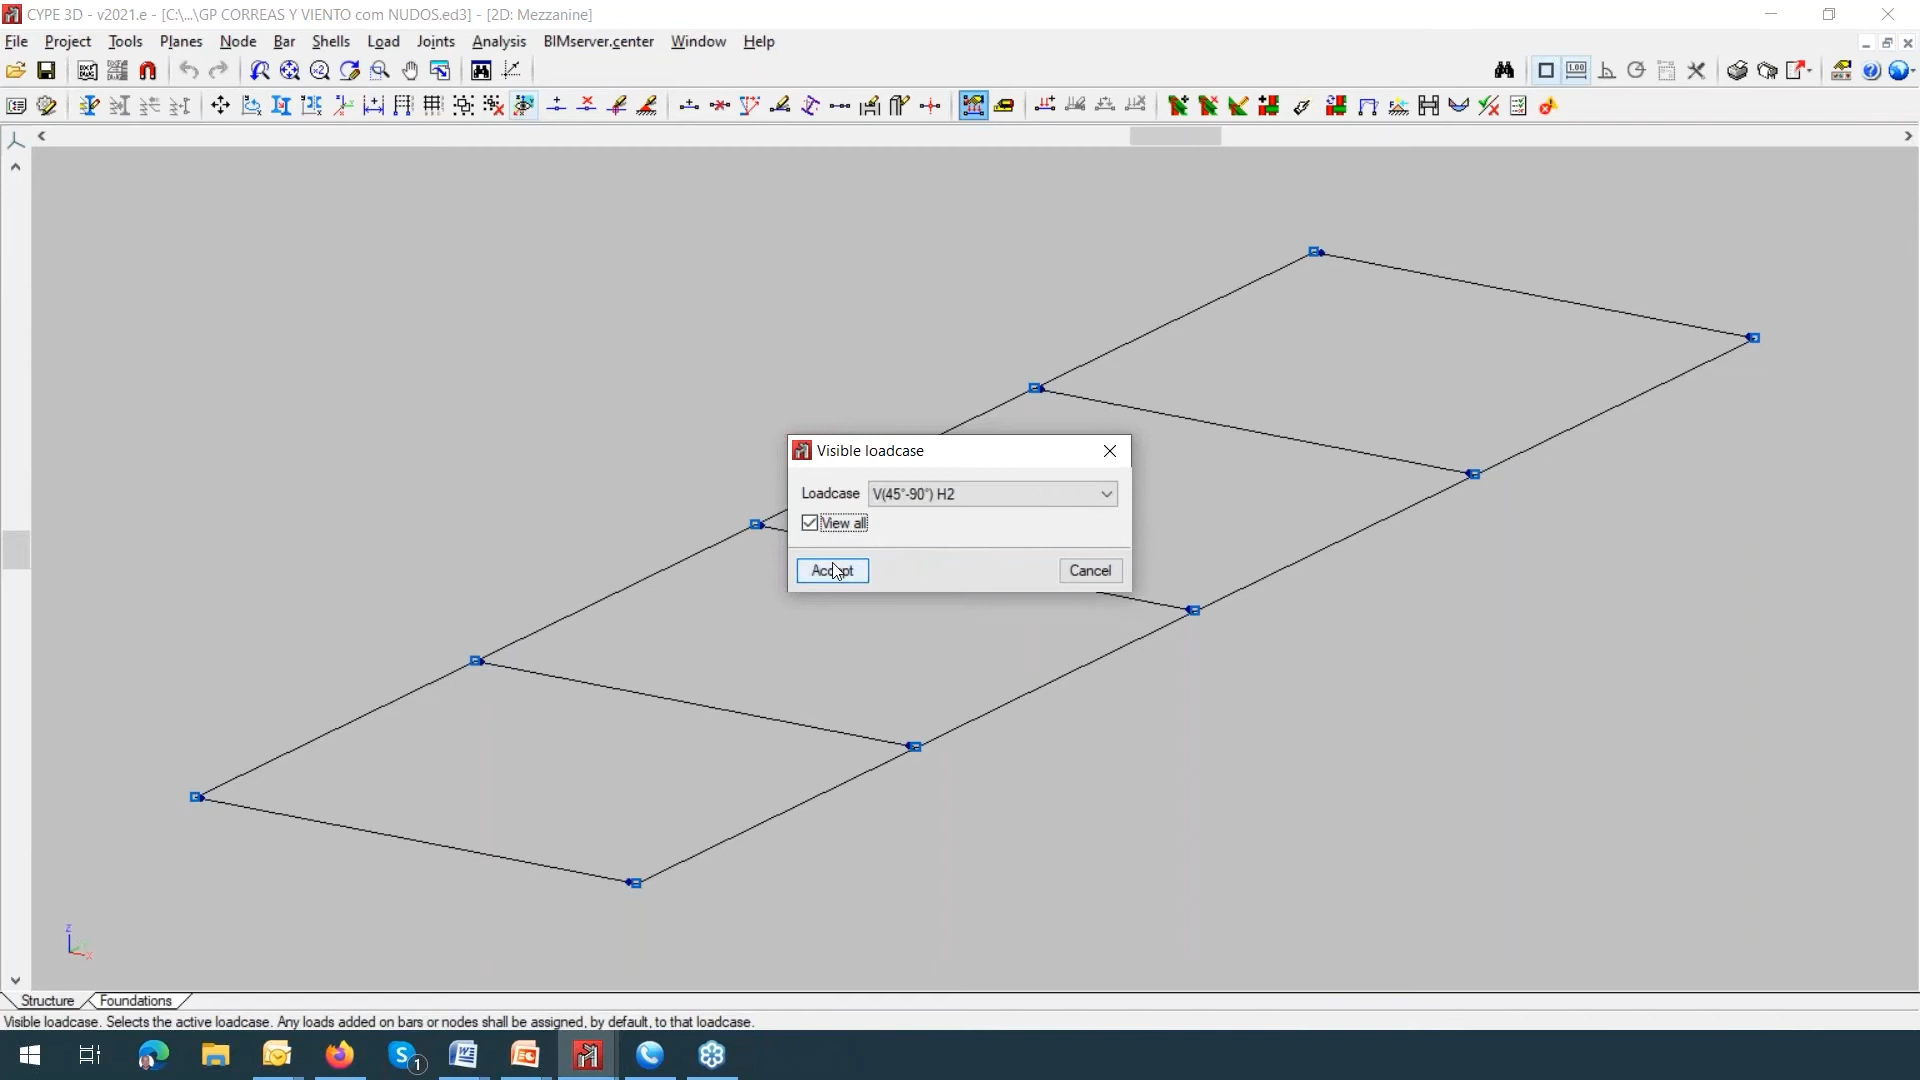 CYPE 3D - v2021.e - [C:\...\GP CORREAS Y VIENTO com NUDOS.ed3] - [2D: Mezzanine]
File Project Tools Planes Node Bar Shells Load Joints Analysis BIMserver.center Window Help
Visible loadcase
Loadcase V(45°-90°) H2
View all
Accept Cancel
Z
X
Structure Foundations
Visible loadcase. Selects the active loadcase. Any loads added on bars or nodes shall be assigned, by default, to that loadcase.
1